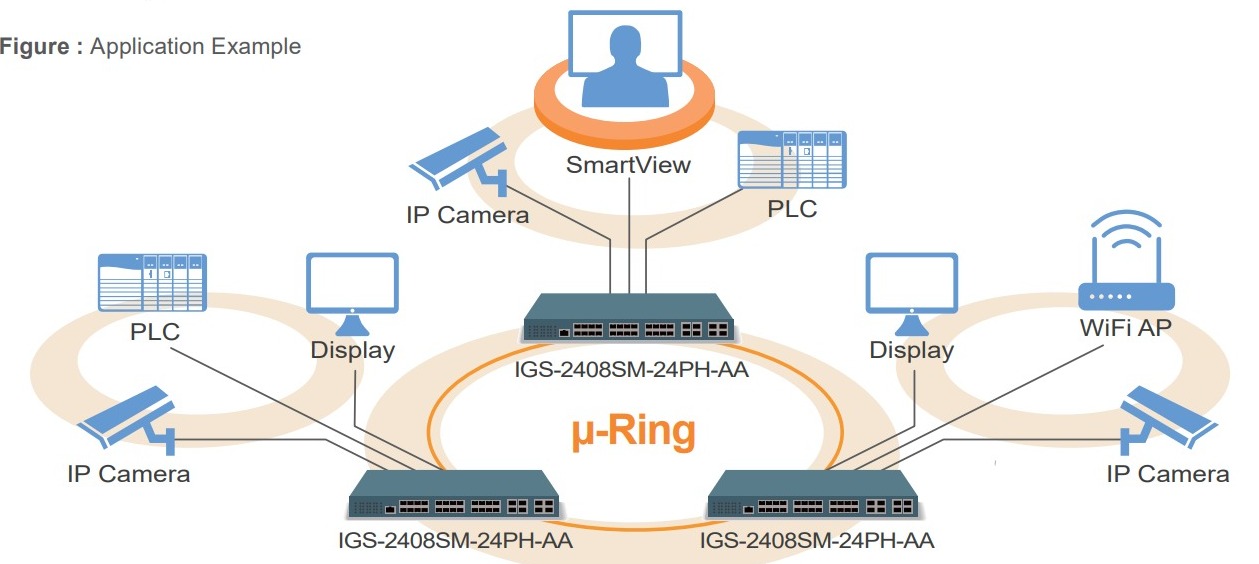 Figure : Application Example
SmartView
IP Camera
PLC
PLC
Display
IGS-2408SM-24PH-AA
Display
WiFi AP
µ-Ring
IP Camera
IP Camera
IGS-2408SM-24PH-AA
IGS-2408SM-24PH-AA